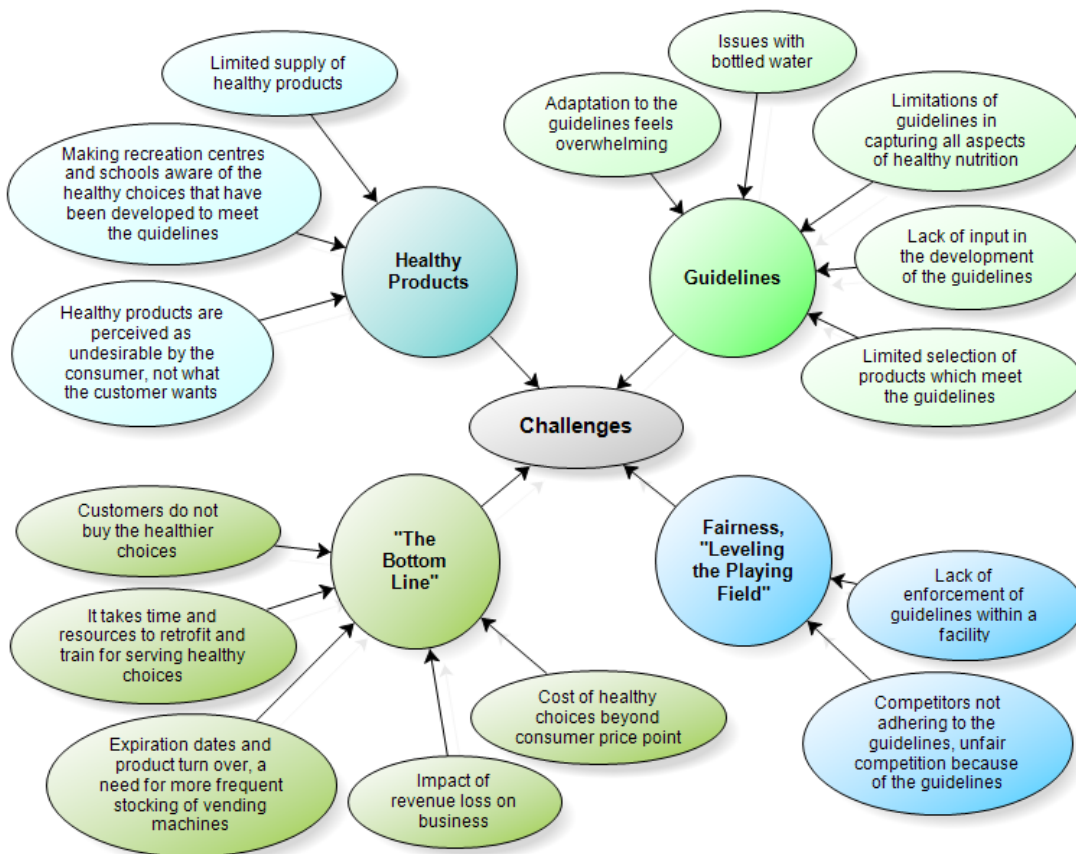 Limited supply of
healthy products
Making recreation centres
and schools aware of the
healthy choices that have
been developed to meet
the guidelines
Healthy products are
perceived as
undesirable by the
consumer, not what
the customer wants
Healthy
Products
Issues with
bottled water
Adaptation to the
guidelines feels
overwhelming
Limitations of
guidelines in
capturing all aspects
of healthy nutrition
Lack of input in
the development
of the guidelines
Limited selection of
products which meet
the guidelines
Guidelines
Challenges
Customers do not
buy the healthier
choices
It takes time and
resources to retrofit and
train for serving healthy
choices
Expiration dates and
product turn over, a
need for more frequent
stocking of vending
machines
Impact of
revenue loss on
business
Cost of healthy
choices beyond
consumer price point
"The
Bottom
Line"
Fairness,
"Leveling
the Playing
Field"
Lack of
enforcement of
guidelines within a
facility
Competitors not
adhering to the
guidelines, unfair
competition because
of the guidelines